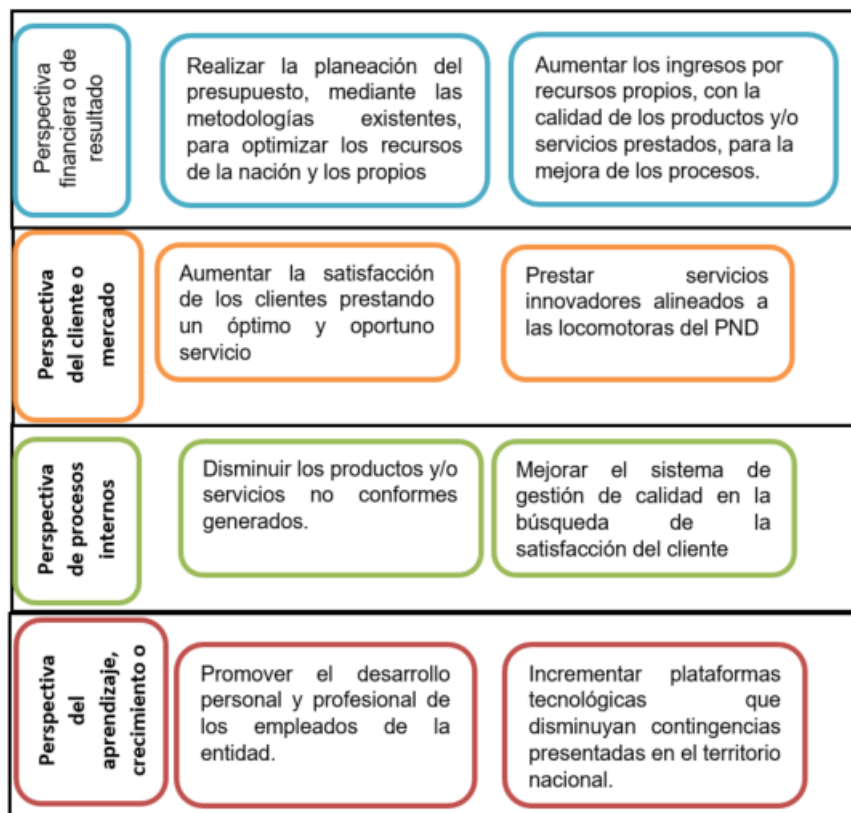 Perspectiva
financiera o de
resultado
Realizar la planeación del
presupuesto, mediante las
metodologías existentes,
para optimizar los recursos
de la nación y los propios
Aumentar los ingresos por
recursos propios, con la
calidad de los productos y/o
servicios prestados, para la
mejora de los procesos.
Perspectiva
del cliente o
mercado
Aumentar la satisfacción
de los clientes prestando
un óptimo y oportuno
servicio
Prestar servicios
innovadores alineados a
las locomotoras del PND
Perspectiva
de procesos
internos
Disminuir los productos y/o
servicios no conformes
generados.
Mejorar el sistema de
gestión de calidad en la
búsqueda de la
satisfacción del cliente
Perspectiva
del
aprendizaje,
crecimiento o
Promover el desarrollo
personal y profesional de
los empleados de la
entidad.
Incrementar plataformas
tecnológicas que
disminuyan contingencias
presentadas en el territorio
nacional.